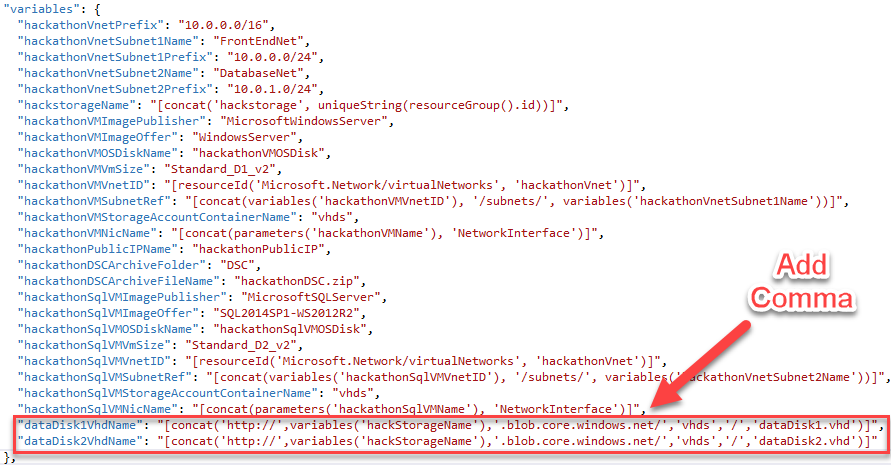 "variables": {
"hackathonVnetPrefix": "10.0.0.0/16",
"hackathonVnetSubnet1Name": "FrontEndNet",
"hackathonVnetSubnet1Prefix": "10.0.0.0/24",
"hackathonVnetSubnet2Name": "DatabaseNet",
"hackathonVnetSubnet2Prefix": "10.0.1.0/24",
"hackstorageName": "[concat('hackstorage', uniqueString(resourceGroup().id))]",
"hackathonVMImagePublisher": "MicrosoftWindowsServer",
"hackathonVMImageOffer": "WindowsServer",
"hackathonVMOSDiskName": "hackathonVMOSDisk",
"hackathonVMVmSize": "Standard_D1_v2",
"hackathonVMVnetID": "[resourceId('Microsoft.Network/virtualNetworks', 'hackathonVnet')]",
"hackathonVMSubnetRef": "[concat(variables('hackathonVMVnetID'), '/subnets/', variables('hackathonVnetSubnet1Name'))]",
"hackathonVMStorageAccountContainerName": "vhds",
"hackathonVMNicName": "[concat(parameters('hackathonVMName'), 'NetworkInterface')]",
"hackathonPublicIPName": "hackathonPublicIP",
"hackathonDSCArchiveFolder": "DSC",
"hackathonDSCArchiveFileName": "hackathonDSC.zip",
"hackathonSqlVMImagePublisher": "MicrosoftSQLServer",
"hackathonSqlVMImageOffer": "SQL2014SP1-WS2012R2",
"hackathonSqlVMOSDiskName": "hackathonSqlVMOSDisk",
"hackathonSqlVMVmSize": "Standard_D2_v2",
"hackathonSqlVMVnetID": "[resourceId('Microsoft.Network/virtualNetworks', 'hackathonVnet')]",
"hackathonSqlVMSubnetRef": "[concat(variables('hackathonSqlVMVnetID'), '/subnets/', variables('hackathonVnetSubnet2Name'))]",
"hackathonSqlVMStorageAccountContainerName": "vhds",
"hackathonSqlVMNicName": "[concat(parameters('hackathonSqlVMName'), 'NetworkInterface')]",
"dataDisk1VhdName": "[concat('http://',variables('hackStorageName'),'.blob.core.windows.net/','vhds','/','dataDisk1.vhd')]",
"dataDisk2VhdName": "[concat('http://',variables('hackStorageName'),'.blob.core.windows.net/','vhds','/','dataDisk2.vhd')]"
},
Add
Comma